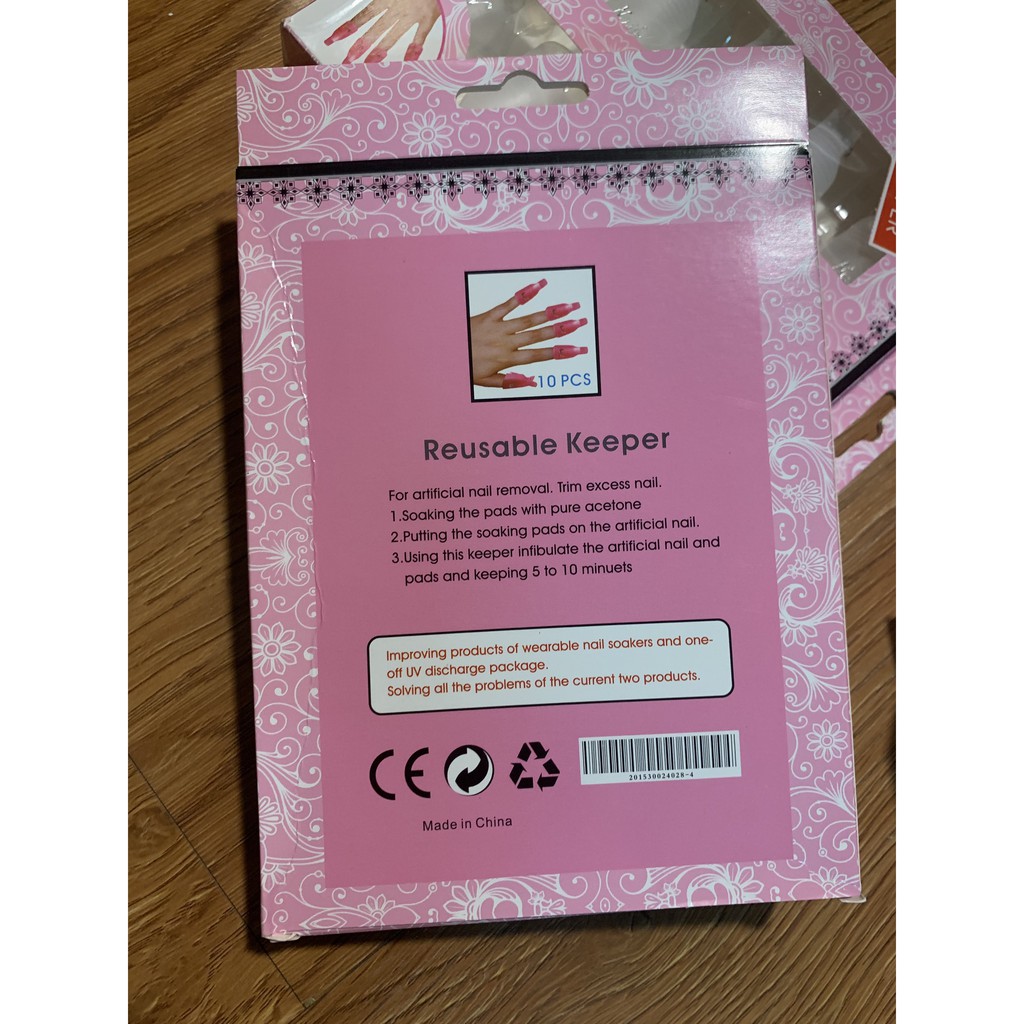 ER
10 PCS
Reusable Keeper
For artificial nail removal. Trim excess nail.
1.Soaking the pads with pure acetone
2.Putting the soaking pads on the artificial nail.
3.Using this keeper infibulate the artificial nail and
pads and keeping 5 to 10 minuets
Improving products of wearable nail soakers and one-
off UV discharge package.
Solving all the problems of the current two products.
CE
201530024028-4
Made in China